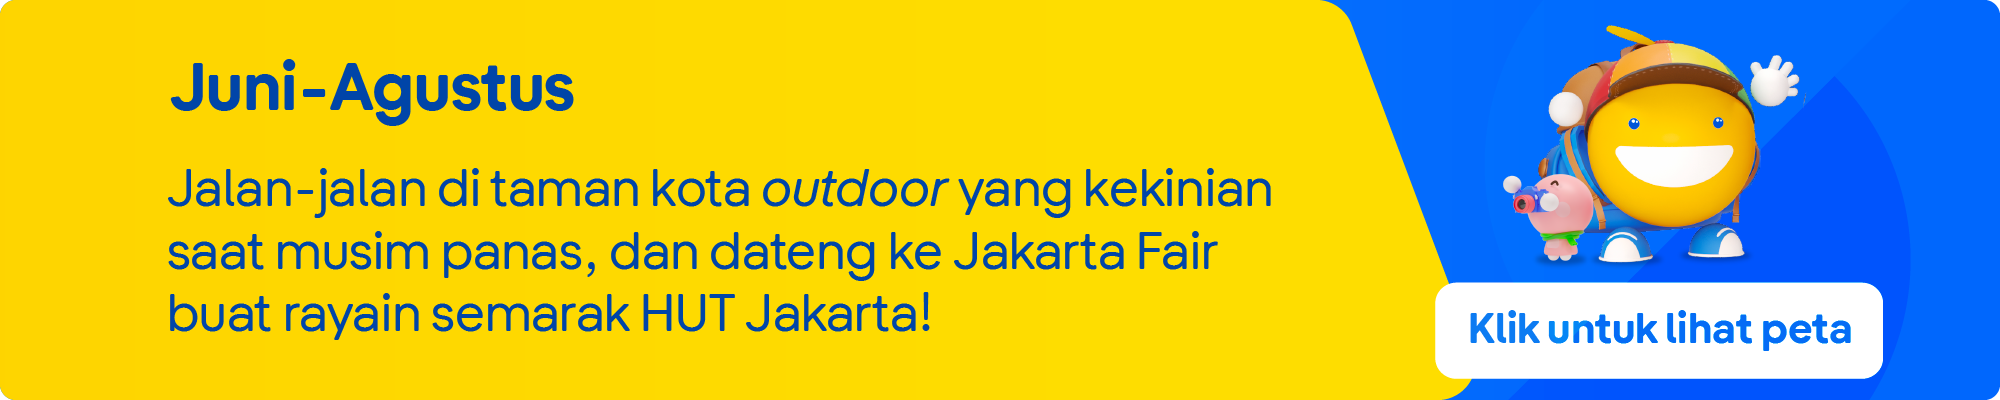 Juni-Agustus
Jalan-jalan di taman kota outdoor yang kekinian
saat musim panas, dan dateng ke Jakarta Fair
buat rayain semarak HUT Jakarta!
Klik untuk lihat peta